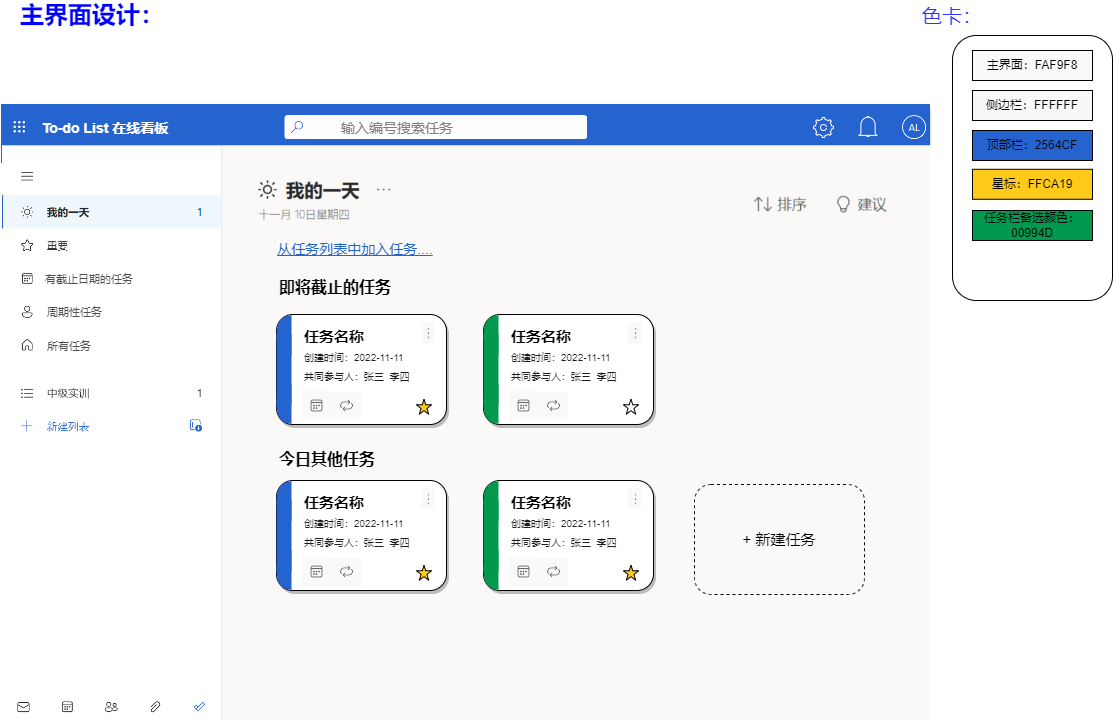 主界面设计：
色卡：
主界面：FAF9F8
侧边栏：FFFFFF
顶部栏：2564CF
星标：FFCA19
任务栏备选颜色：
00994D
To-do List 在线看板
输入编号搜索任务
AL
我的一天 1
重要
有截止日期的任务
周期性任务
所有任务
中级实训 1
新建列表
我的一天 ...
十一月 10日星期四
排序
建议
从任务列表中加入任务....
即将截止的任务
任务名称
创建时间：2022-11-11
共同参与人：张三 李四
任务名称
创建时间：2022-11-11
共同参与人：张三 李四
今日其他任务
任务名称
创建时间：2022-11-11
共同参与人：张三 李四
任务名称
创建时间：2022-11-11
共同参与人：张三 李四
+ 新建任务